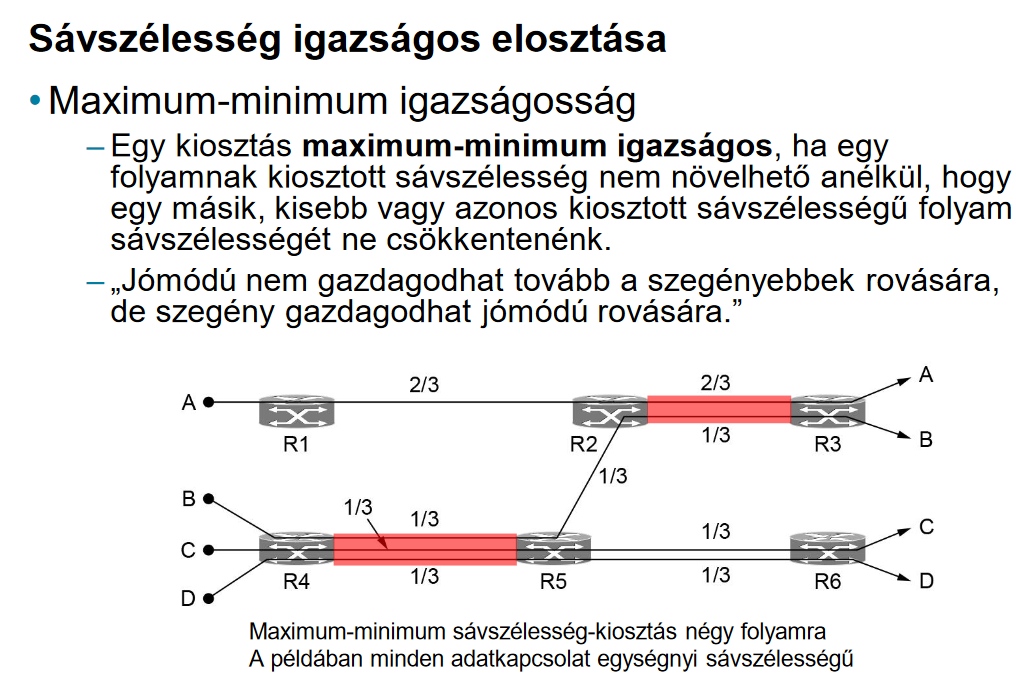 Sávszélesség igazságos elosztása
• Maximum-minimum igazságosság
– Egy kiosztás maximum-minimum igazságos, ha egy
folyamnak kiosztott sávszélesség nem növelhető anélkül, hogy
egy másik, kisebb vagy azonos kiosztott sávszélességű folyam
sávszélességét ne csökkentenénk.
– „Jómódú nem gazdagodhat tovább a szegényebbek rovására,
de szegény gazdagodhat jómódú rovására.”
A
2/3
2/3
A
R1
R2
1/3
R3
B
1/3
B
1/3
1/3
1/3
C
C
R4
1/3
R5
1/3
R6
D
D
Maximum-minimum sávszélesség-kiosztás négy folyamra
A példában minden adatkapcsolat egységnyi sávszélességű